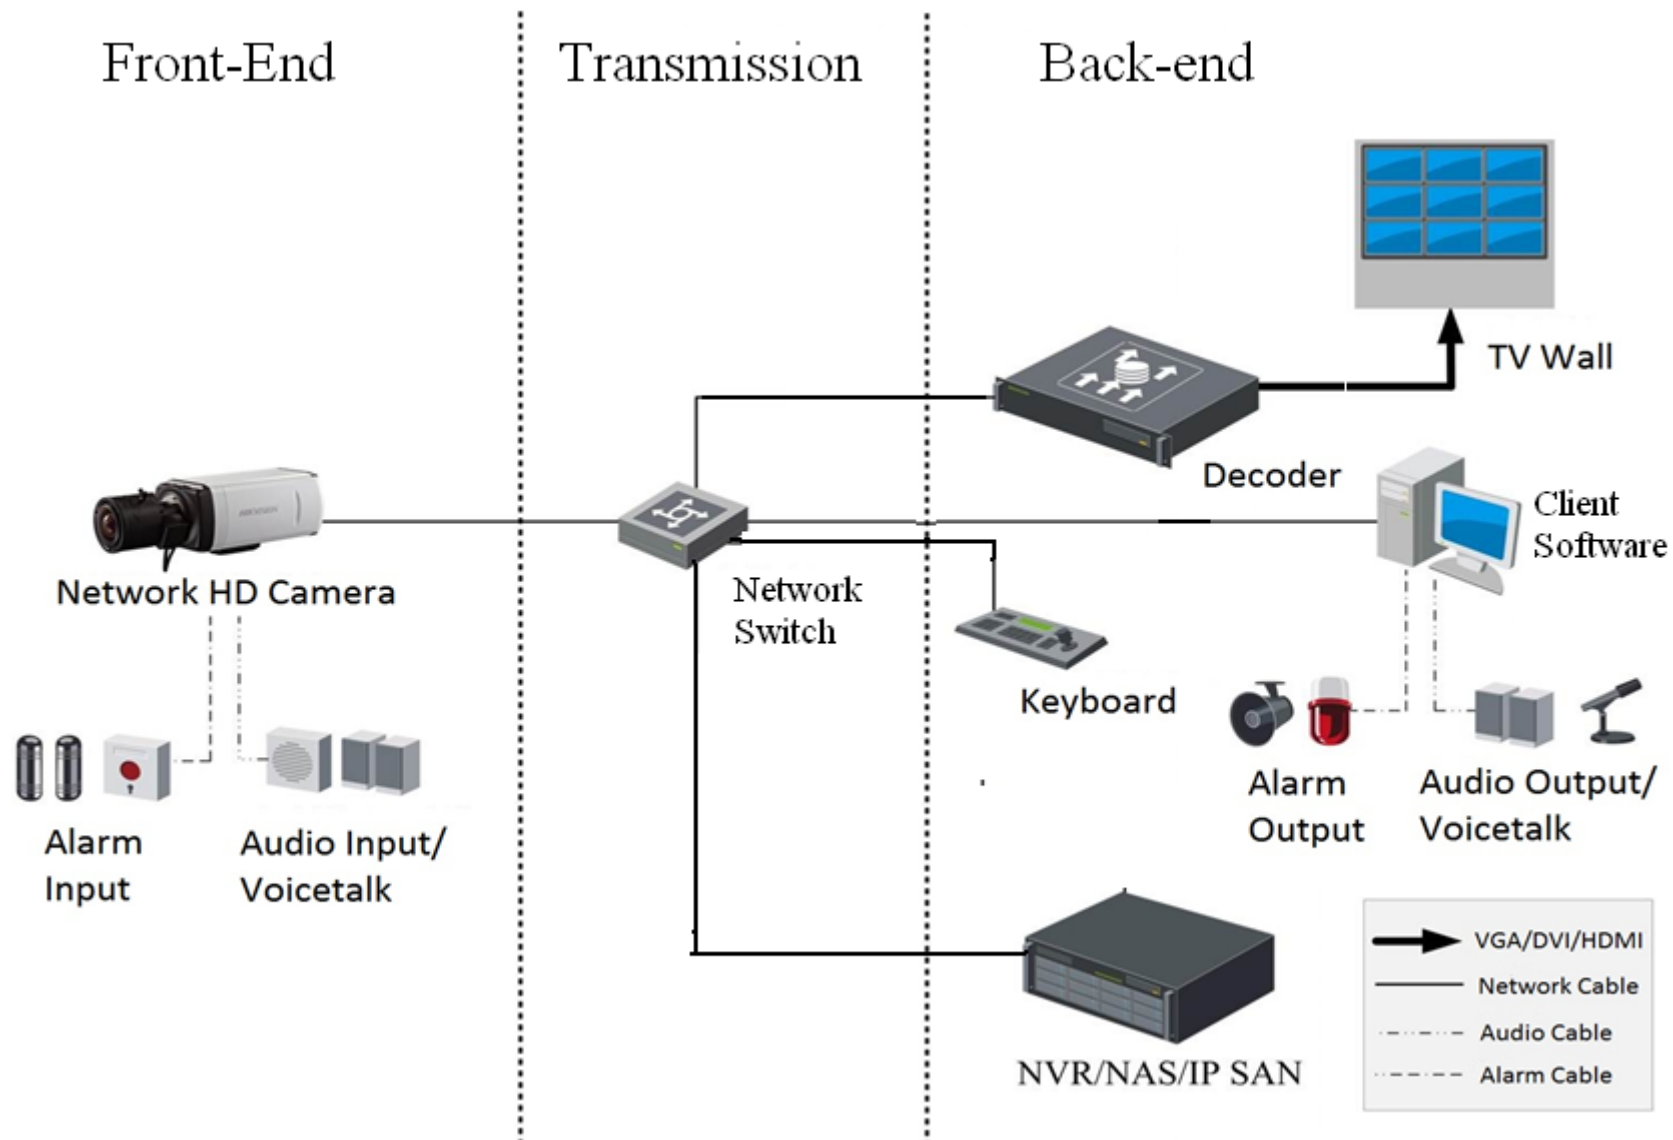 Front-End
Transmission
Back-end
TV Wall
Decoder
Client
Software
HIKVISION
Network HD Camera
Network
Switch
Keyboard
Alarm
Input
Audio Input/
Voicetalk
Alarm
Output
Audio Output/
Voicetalk
NVR/NAS/IP SAN
VGA/DVI/HDMI
Network Cable
Audio Cable
Alarm Cable